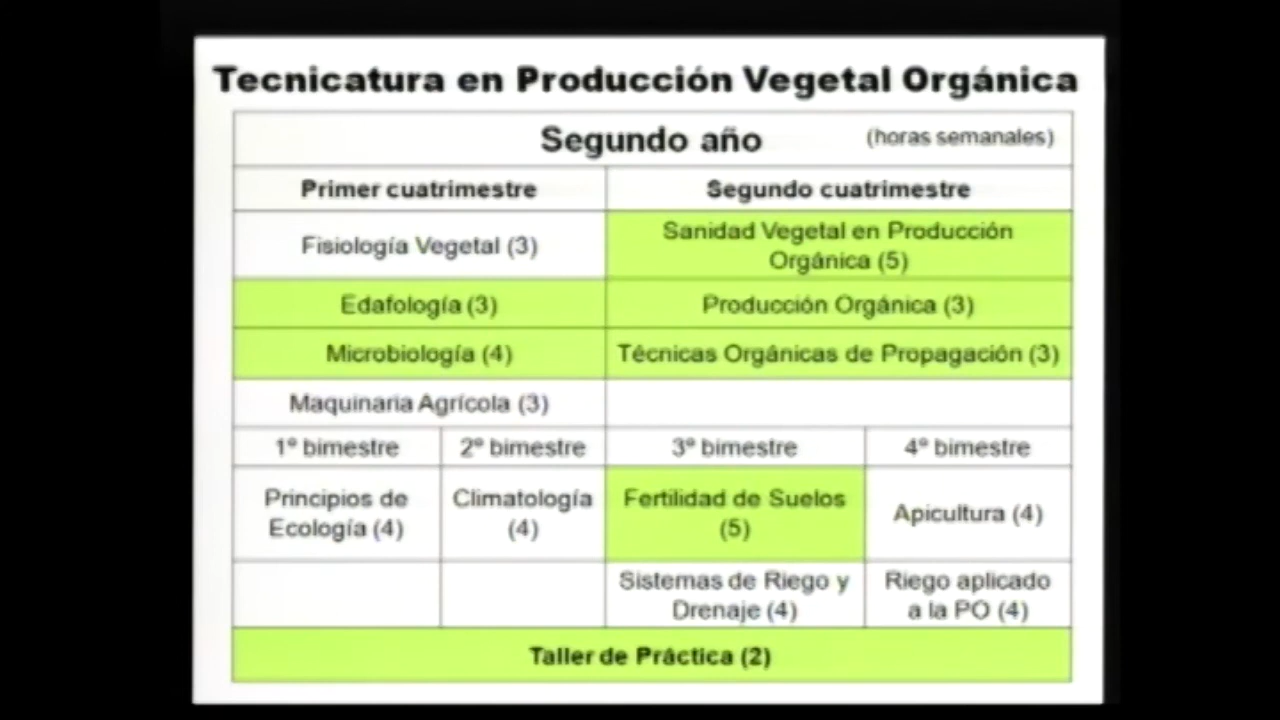 Tecnicatura en Producción Vegetal Orgánica
Segundo año (horas semanales)
Primer cuatrimestre
Segundo cuatrimestre
Fisiología Vegetal (3)
Sanidad Vegetal en Producción
Orgánica (5)
Edafología (3)
Producción Orgánica (3)
Microbiología (4)
Técnicas Orgánicas de Propagación (3)
Maquinaria Agrícola (3)
1º bimestre
2º bimestre
3º bimestre
4º bimestre
Principios de
Ecología (4)
Climatología
(4)
Fertilidad de Suelos
(5)
Apicultura (4)
Sistemas de Riego y
Drenaje (4)
Riego aplicado
a la PO (4)
Taller de Práctica (2)